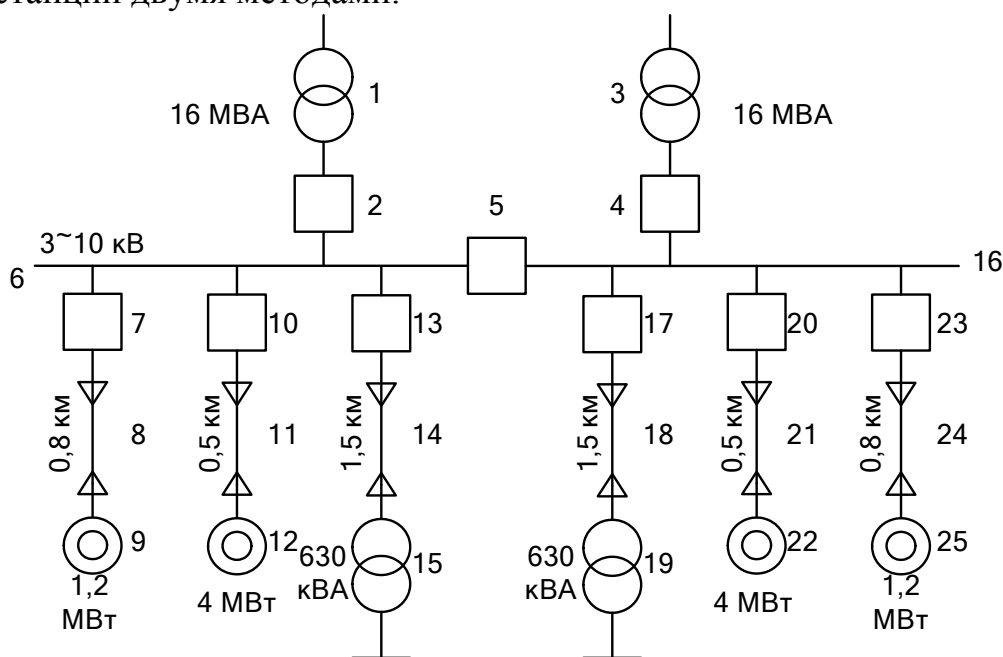 станции двумя методами.
1
3
16 МВА
16 МВА
2
5
4
3~10 кВ
6
16
7
10
13
17
20
23
0,8 км
8
0,5 км
11
1,5 км
14
1,5 км
18
0,5 км
21
0,8 км
24
9
12
630
кВА
15
630
кВА
19
22
25
1,2
МВт
4 МВт
4 МВт
1,2
МВт